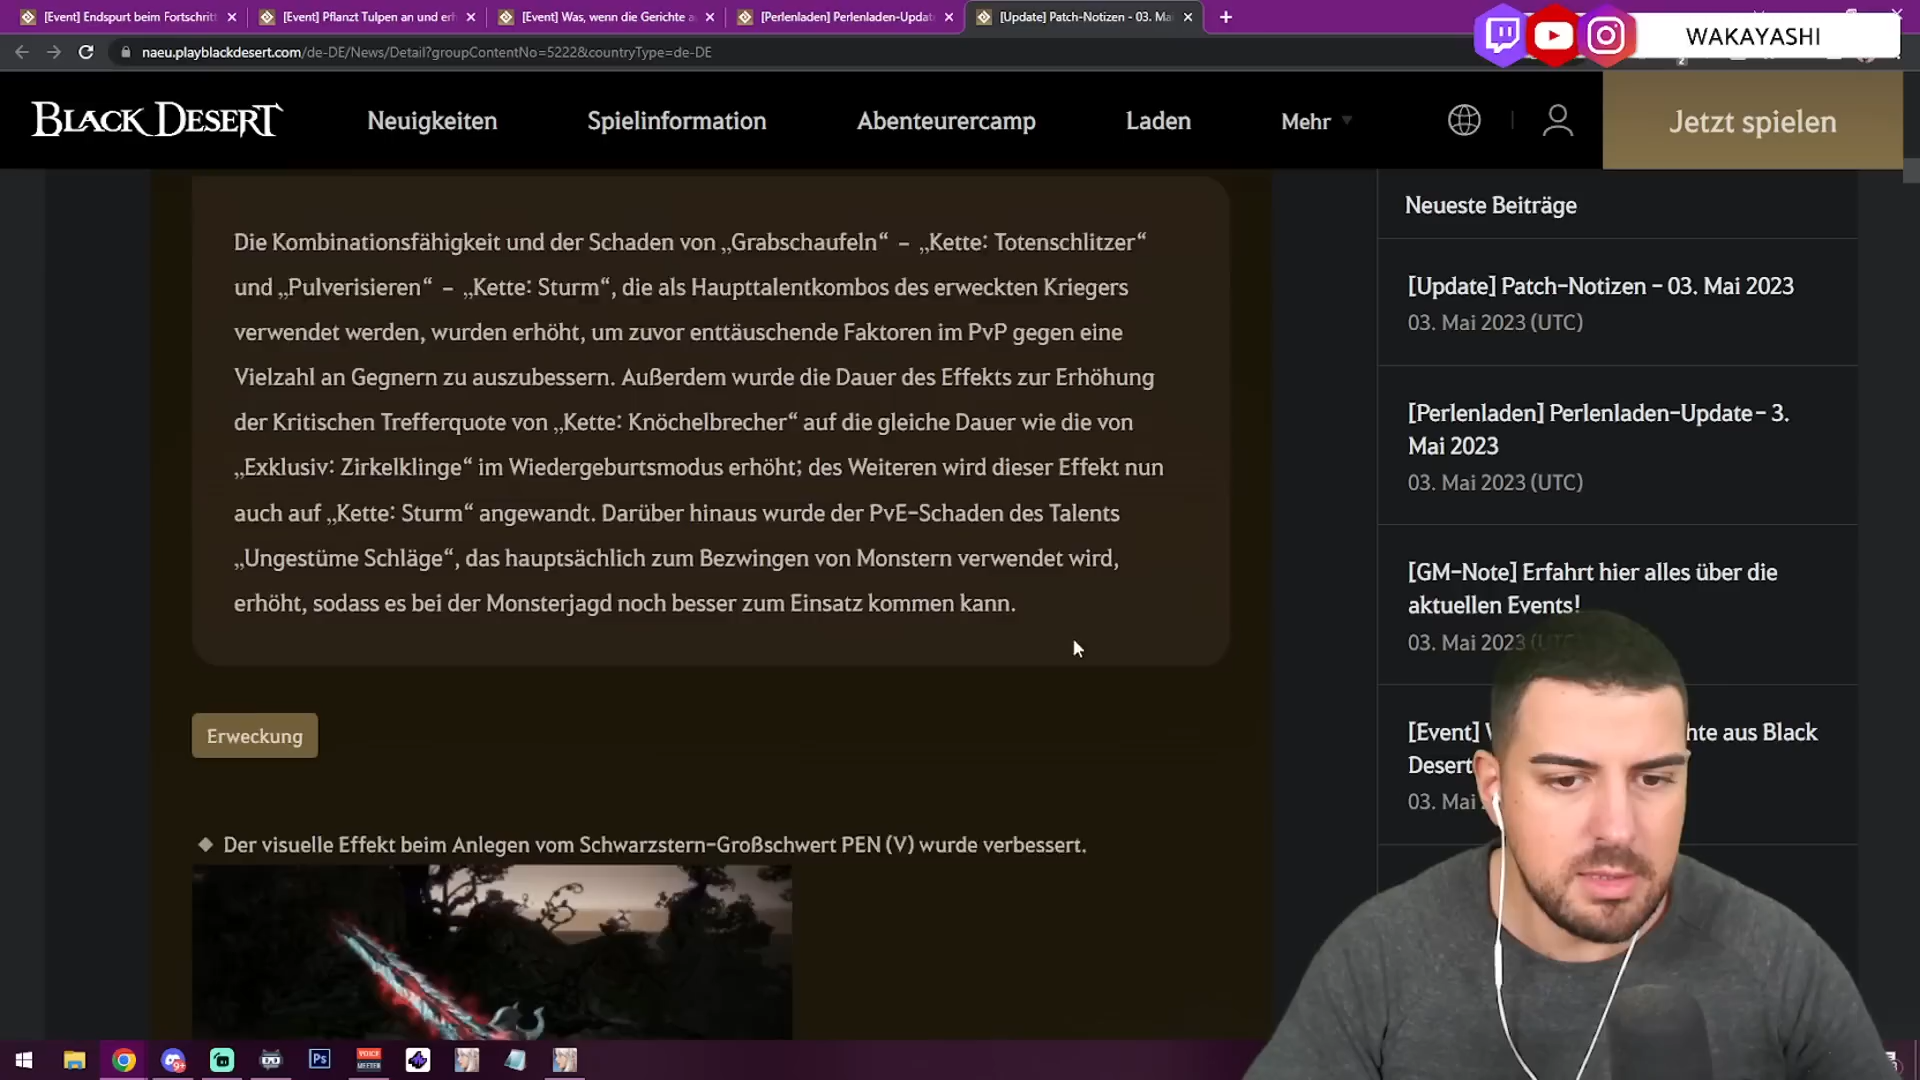 [Event] Endspurt beim Fortschritt
[Event] Pflanzt Tulpen an und er
[Event] Was, wenn die Gerichte a
[Perlenladen] Perlenladen-Updat
[Update] Patch-Notizen - 03. Ma
naeu.playblackdesert.com/de-DE/News/Detail?groupContentNo=5222&countryType=de-DE
WAKAYASHI
BLACK DESERT
Neuigkeiten
Spielinformation
Abenteurercamp
Laden
Mehr
Jetzt spielen
Die Kombinationsfähigkeit und der Schaden von „Grabschaufeln“ – „Kette: Totenschlitzer“
und „Pulverisieren“ – „Kette: Sturm“, die als Haupttalentkombos des erweckten Kriegers
verwendet werden, wurden erhöht, um zuvor enttäuschende Faktoren im PvP gegen eine
Vielzahl an Gegnern zu auszubessern. Außerdem wurde die Dauer des Effekts zur Erhöhung
der Kritischen Trefferquote von „Kette: Knöchelbrecher“ auf die gleiche Dauer wie die von
„Exklusiv: Zirkelklinge“ im Wiedergeburtsmodus erhöht; des Weiteren wird dieser Effekt nun
auch auf „Kette: Sturm“ angewandt. Darüber hinaus wurde der PvE-Schaden des Talents
„Ungestüme Schläge“, das hauptsächlich zum Bezwingen von Monstern verwendet wird,
erhöht, sodass es bei der Monsterjagd noch besser zum Einsatz kommen kann.
Erweckung
◆ Der visuelle Effekt beim Anlegen vom Schwarzstern-Großschwert PEN (V) wurde verbessert.
Neueste Beiträge
[Update] Patch-Notizen – 03. Mai 2023
03. Mai 2023 (UTC)
[Perlenladen] Perlenladen-Update – 3.
Mai 2023
03. Mai 2023 (UTC)
[GM-Note] Erfahrt hier alles über die
aktuellen Events!
03. Mai 2023
[Event] hte aus Black
Desert
03. Mai
Ps
VOICE
MEETER